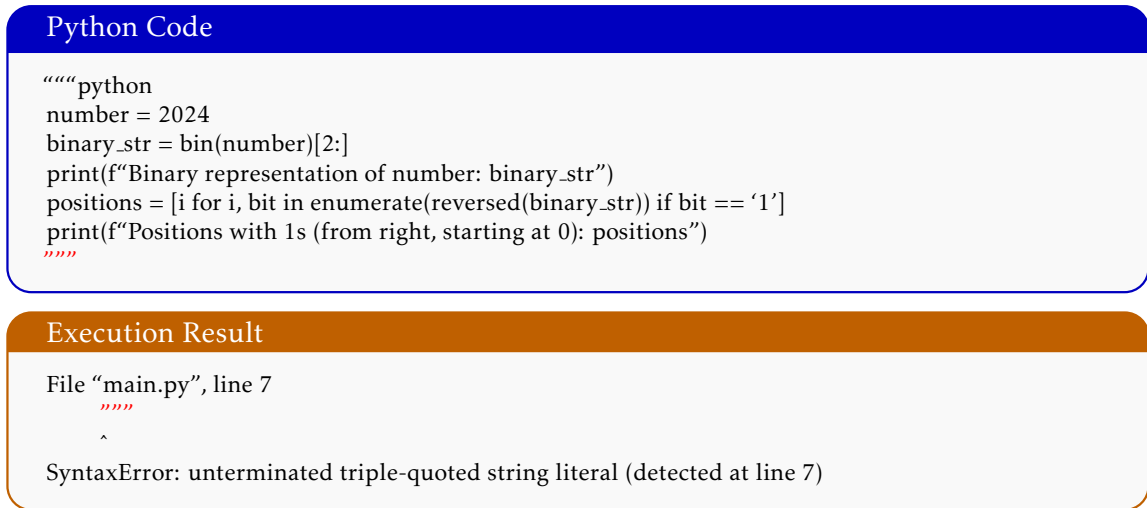 Python Code
“““python
number = 2024
binary_str = bin(number)[2:]
print(f“Binary representation of number: binary_str”)
positions = [i for i, bit in enumerate(reversed(binary_str)) if bit == ‘1’]
print(f“Positions with 1s (from right, starting at 0): positions”)
”””
Execution Result
File “main.py”, line 7
”””
^
SyntaxError: unterminated triple-quoted string literal (detected at line 7)